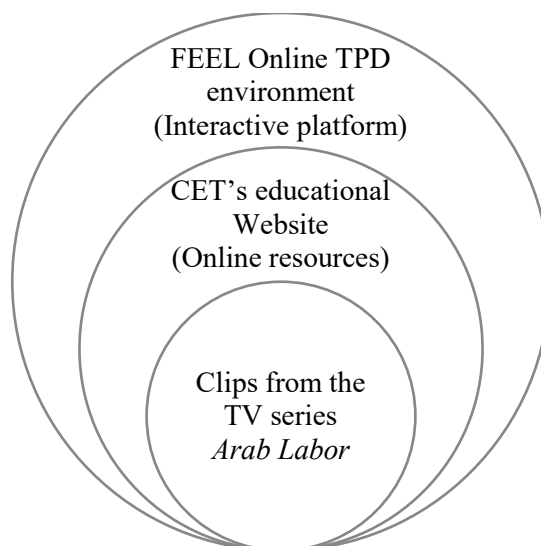 FEEL Online TPD
environment
(Interactive platform)
CET’s educational
Website
(Online resources)
Clips from the
TV series
Arab Labor